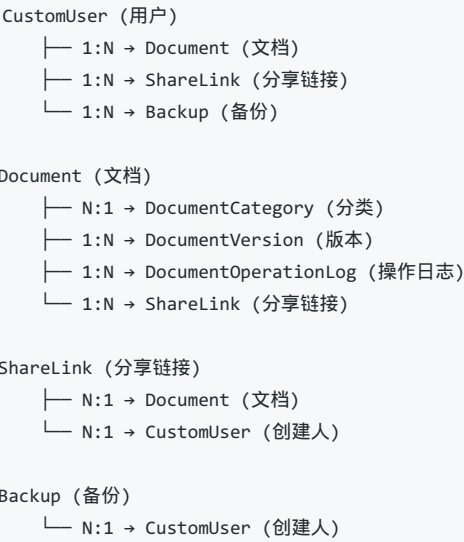 CustomUser (用户)
├── 1:N → Document (文档)
├── 1:N → ShareLink (分享链接)
└── 1:N → Backup (备份)
Document (文档)
├── N:1 → DocumentCategory (分类)
├── 1:N → DocumentVersion (版本)
├── 1:N → DocumentOperationLog (操作日志)
└── 1:N → ShareLink (分享链接)
ShareLink (分享链接)
├── N:1 → Document (文档)
└── N:1 → CustomUser (创建人)
Backup (备份)
└── N:1 → CustomUser (创建人)